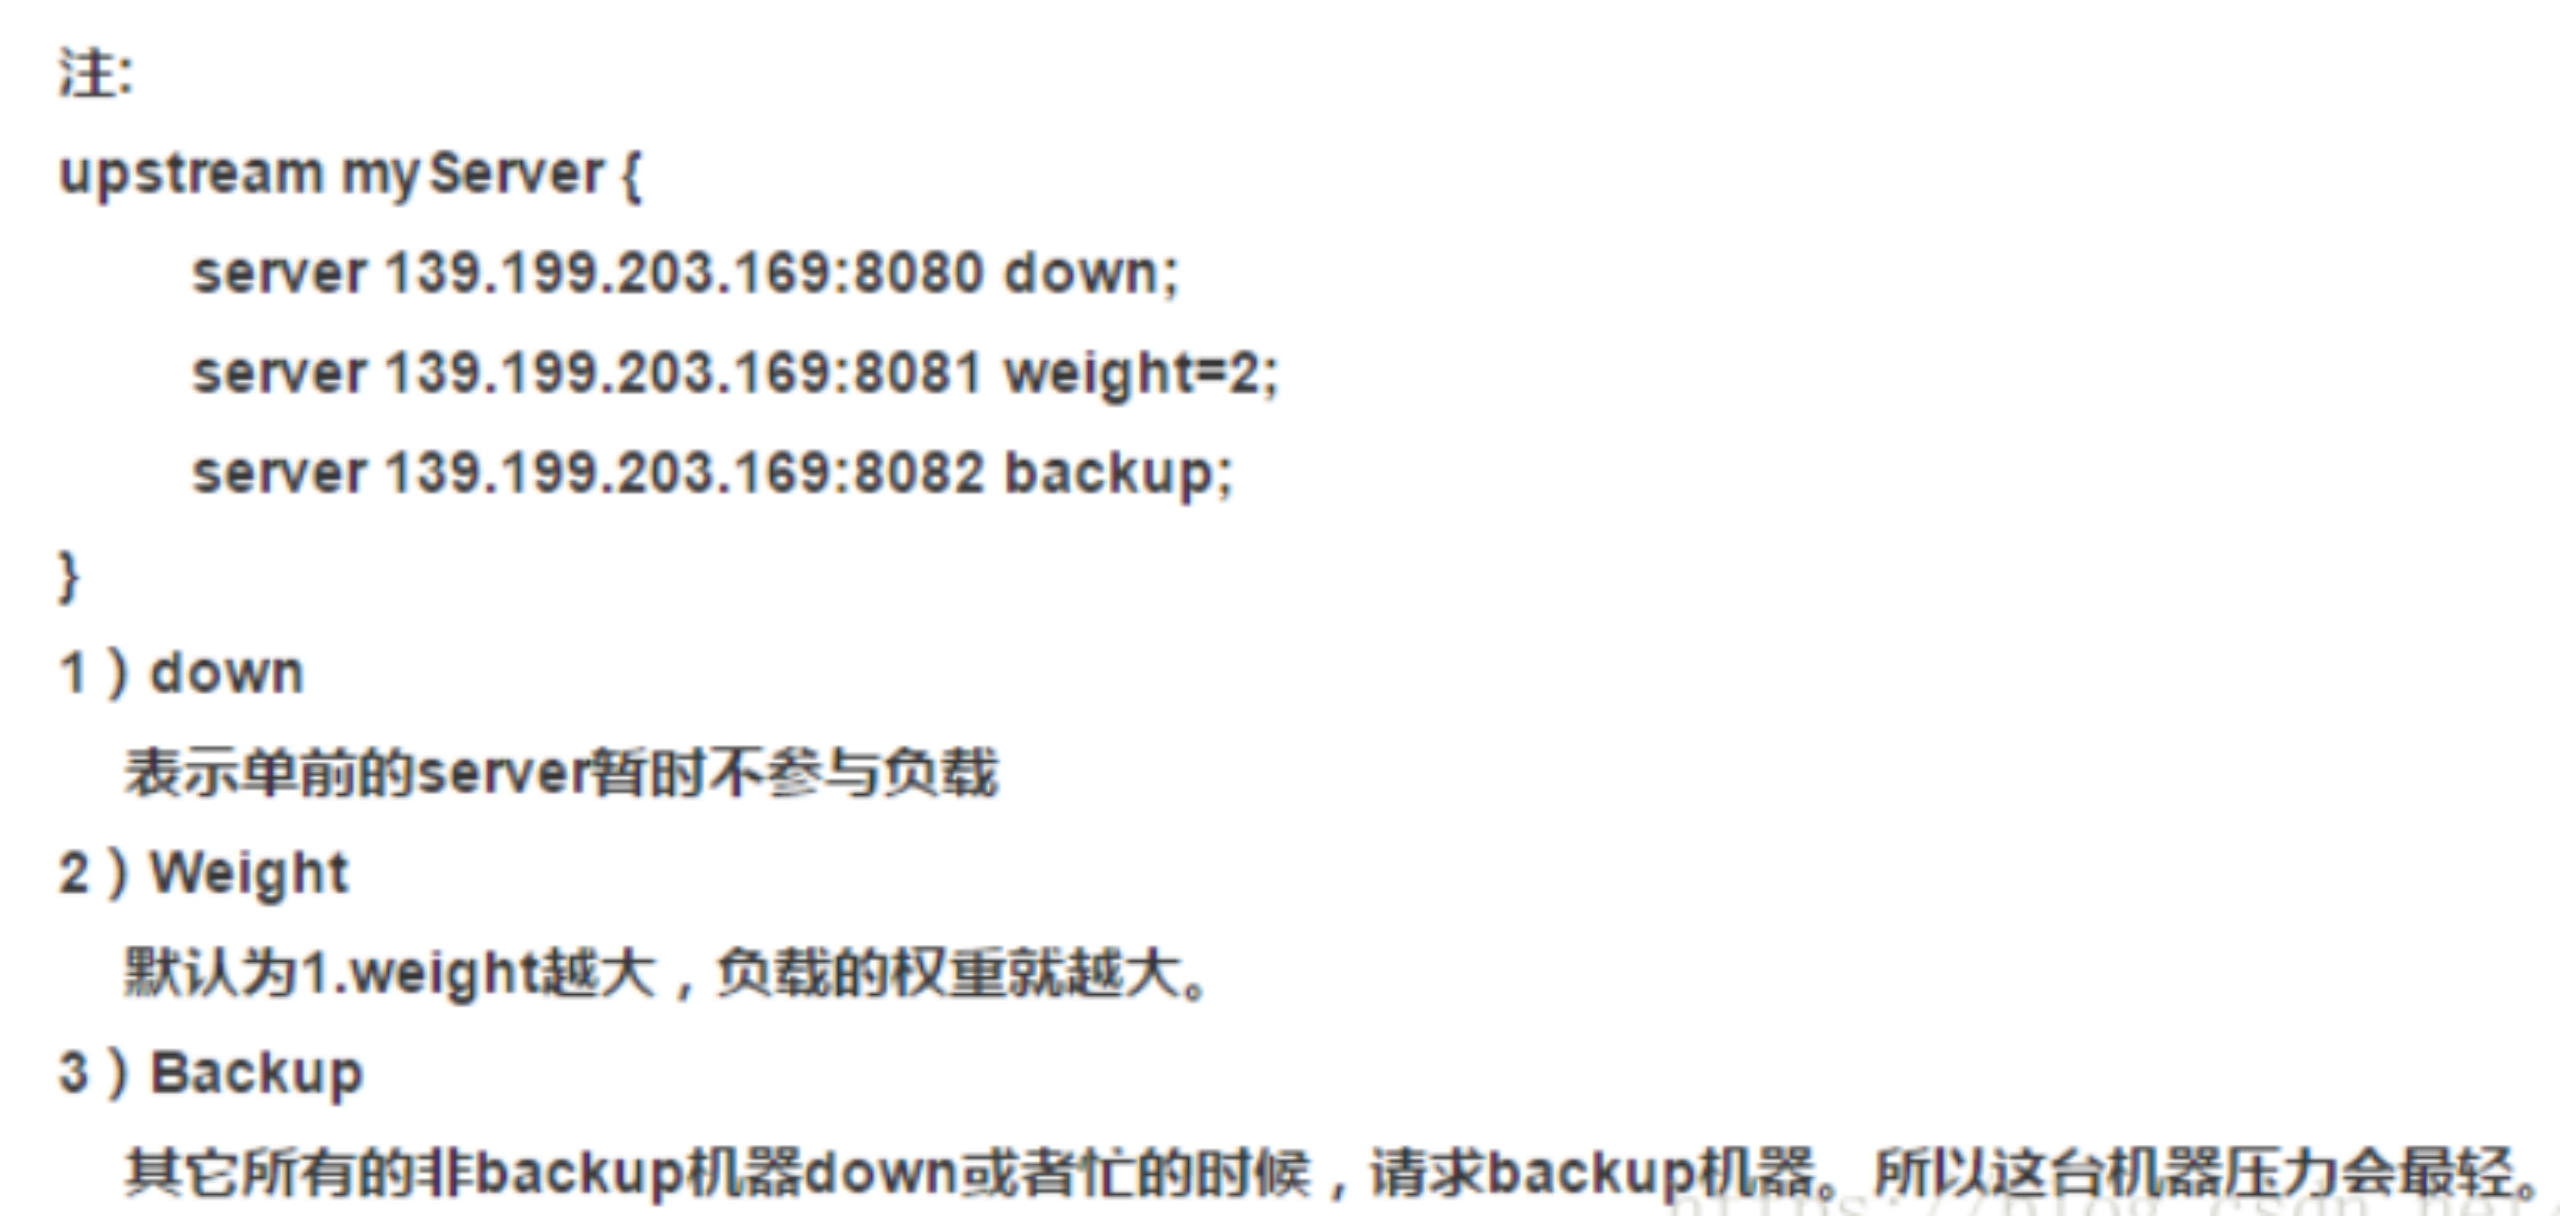 注:
upstream myServer {
server 139.199.203.169:8080 down;
server 139.199.203.169:8081 weight=2;
server 139.199.203.169:8082 backup;
}
1 ) down
表示单前的server暂时不参与负载
2 ) Weight
默认为1.weight越大，负载的权重就越大。
3 ) Backup
其它所有的非backup机器down或者忙的时候，请求backup机器。所以这台机器压力会最轻。
https://blog.csdn.net/